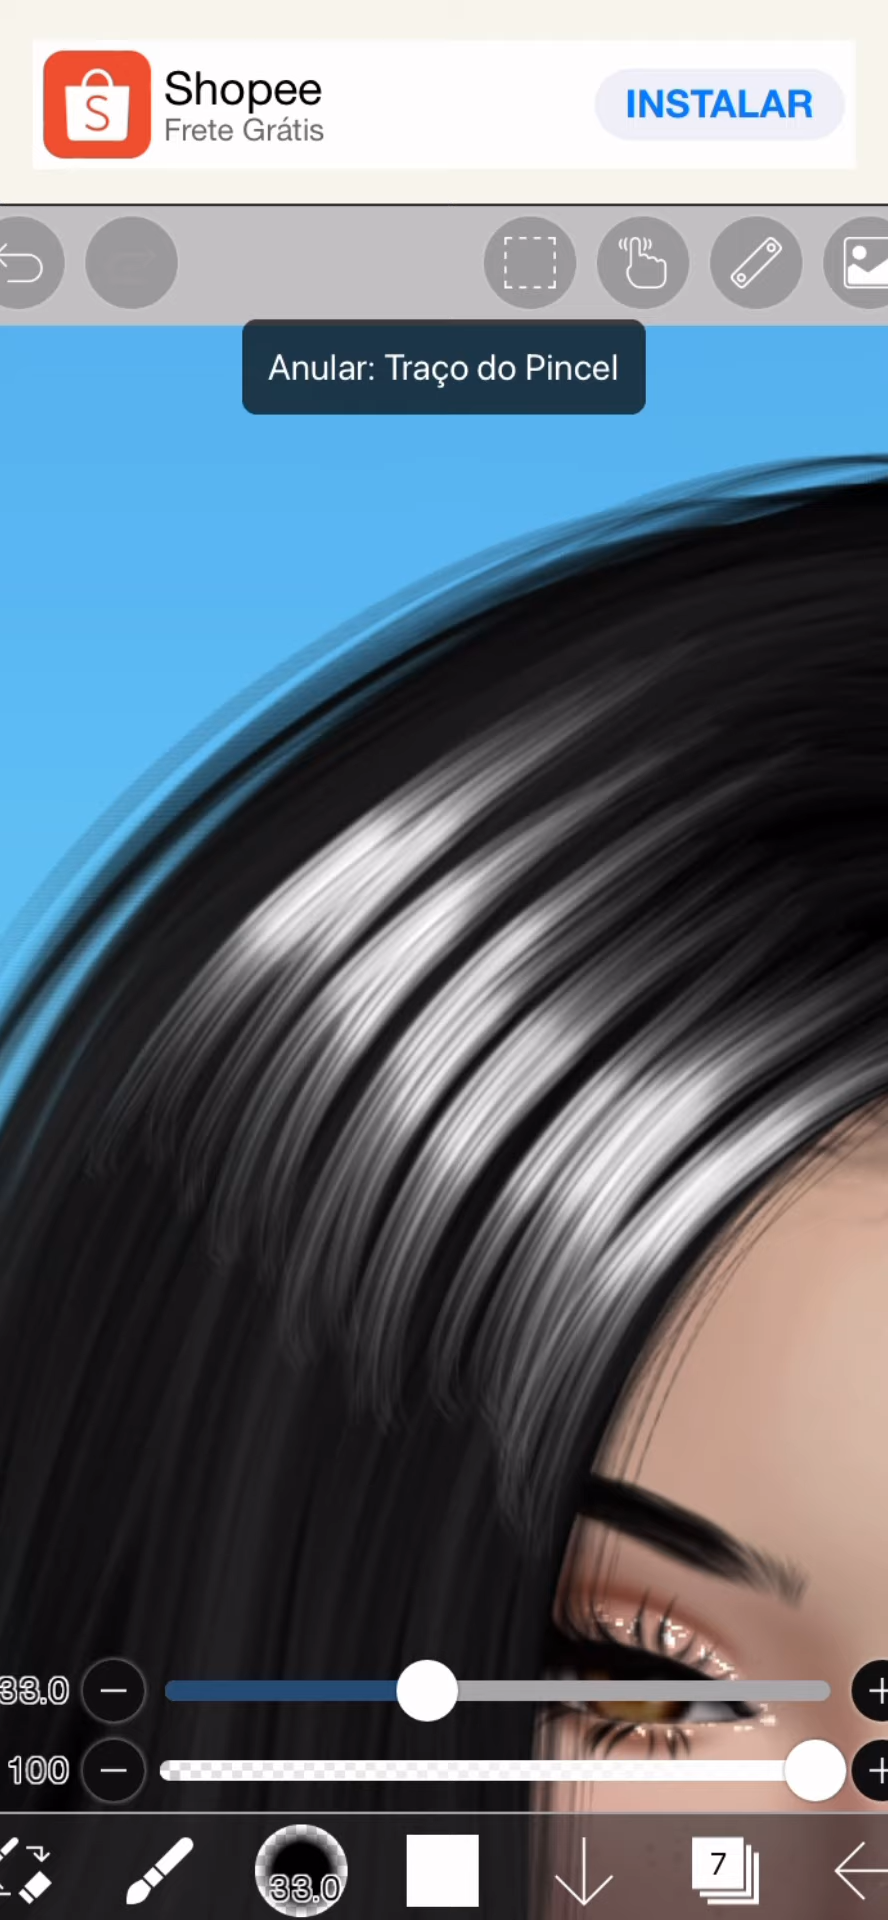 Shopee
Frete Grátis
INSTALAR
Anular: Traço do Pincel
33.0
100
33.0
7